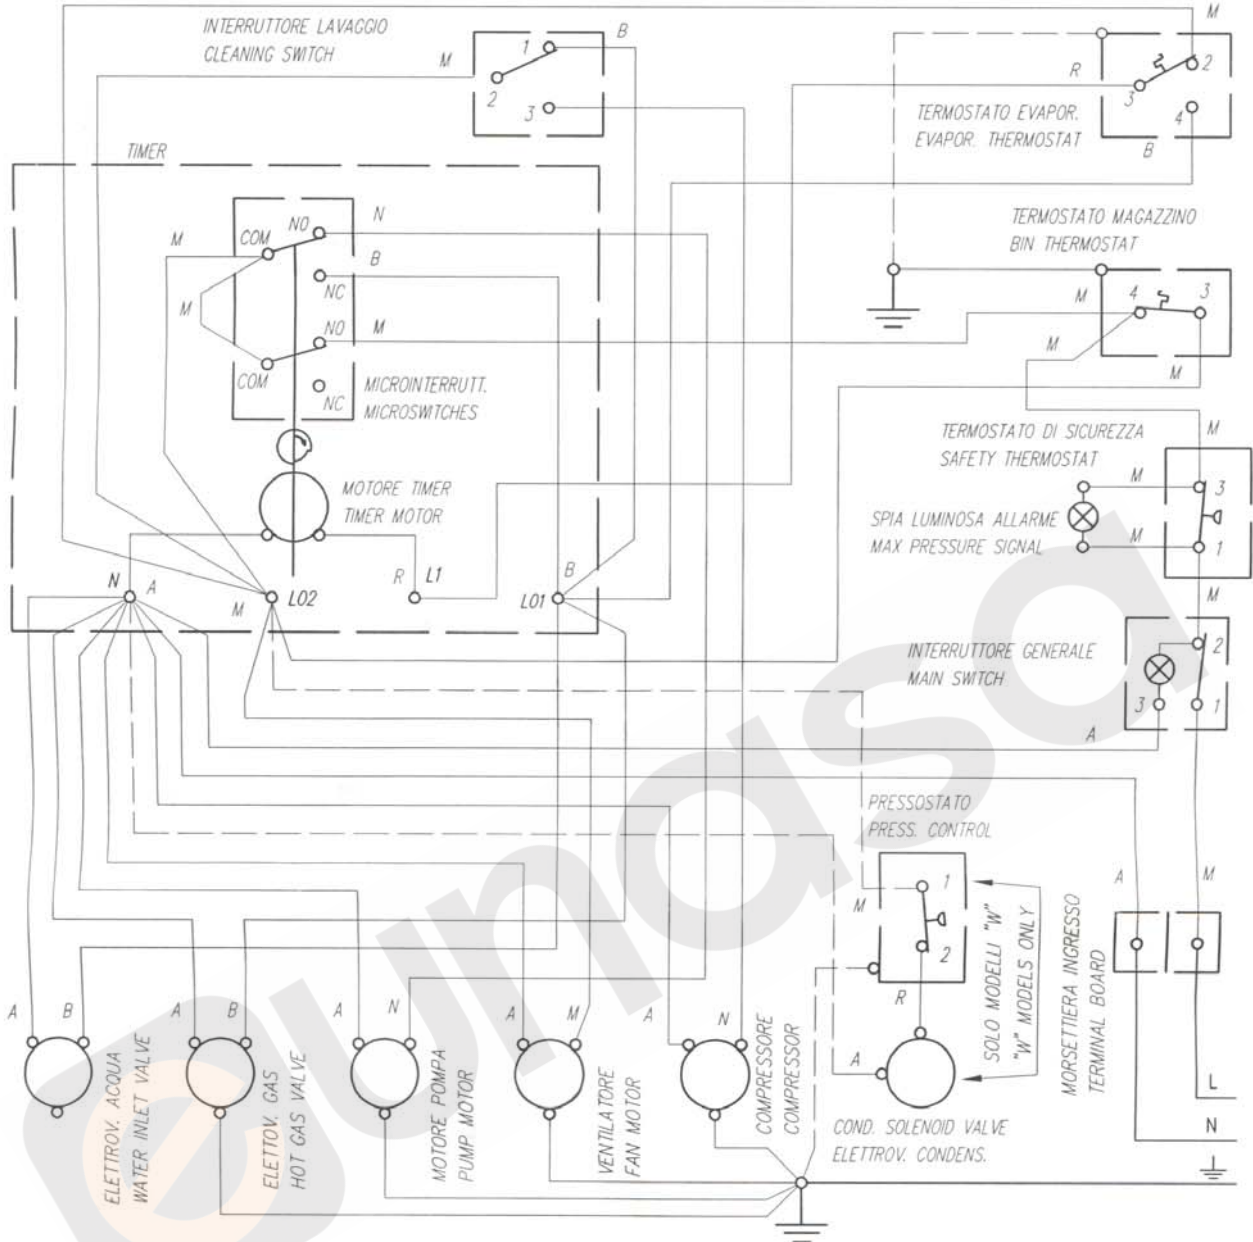 M
INTERRUTTORE LAVAGGIO
CLEANING SWITCH
B
M
1
2
3
R
2
3
4
TERMOSTATO EVAPOR.
EVAPOR. THERMOSTAT
B
TIMER
TERMOSTATO MAGAZZINO
BIN THERMOSTAT
N
NO
COM
M
B
NC
M
NO
M
COM
NC
M
4
3
M
M
MICROINTERRUTT.
MICROSWITCHES
TERMOSTATO DI SICUREZZA
SAFETY THERMOSTAT
M
M
3
MOTORE TIMER
TIMER MOTOR
SPIA LUMINOSA ALLARME
MAX PRESSURE SIGNAL
M
1
N
A
M
LO2
R
L1
LO1
B
M
INTERRUTTORE GENERALE
MAIN SWITCH
2
3
1
A
PRESSOSTATO
PRESS. CONTROL
1
M
2
R
A
SOLO MODELLI "W"
"W" MODELS ONLY
A
M
MORSETTIERA INGRESSO
TERMINAL BOARD
A
B
A
B
A
N
A
M
A
N
ELETTROV. ACQUA
WATER INLET VALVE
ELETTOV. GAS
HOT GAS VALVE
MOTORE POMPA
PUMP MOTOR
VENTILATORE
FAN MOTOR
COMPRESSORE
COMPRESSOR
COND. SOLENOID VALVE
ELETTROV. CONDENS.
L
N
eunasa